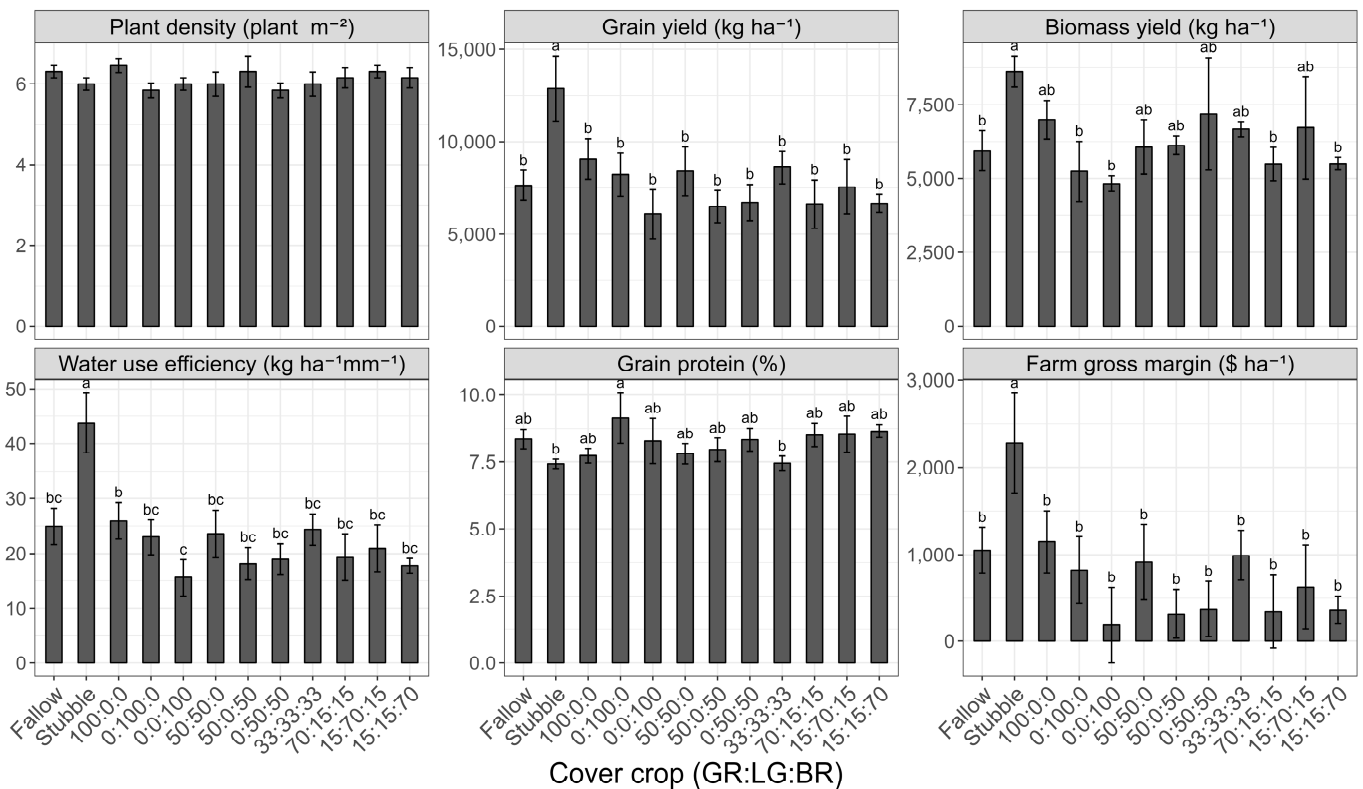 Plant density (plant m⁻²)
6
4
2
0
Grain yield (kg ha⁻¹)
15,000
10,000
5,000
0
b
a
b
b
b
b
b
b
b
b
b
b
Biomass yield (kg ha⁻¹)
7,500
5,000
2,500
0
b
a
ab
b
b
ab
ab
ab
ab
b
ab
b
Water use efficiency (kg ha⁻¹mm⁻¹)
50
40
30
20
10
0
bc
a
b
bc
c
bc
bc
bc
bc
bc
bc
bc
Grain protein (%)
10.0
7.5
5.0
2.5
0.0
ab
b
ab
a
ab
ab
ab
ab
b
ab
ab
ab
Farm gross margin ($ ha⁻¹)
3,000
2,000
1,000
0
b
a
b
b
b
b
b
b
b
b
b
b
Fallow
Stubble
100:0:0
0:100:0
0:0:100
50:50:0
50:0:50
0:50:50
33:33:33
70:15:15
15:70:15
15:15:70
Fallow
Stubble
100:0:0
0:100:0
0:0:100
50:50:0
50:0:50
0:50:50
33:33:33
70:15:15
15:70:15
15:15:70
Fallow
Stubble
100:0:0
0:100:0
0:0:100
50:50:0
50:0:50
0:50:50
33:33:33
70:15:15
15:70:15
15:15:70
Cover crop (GR:LG:BR)